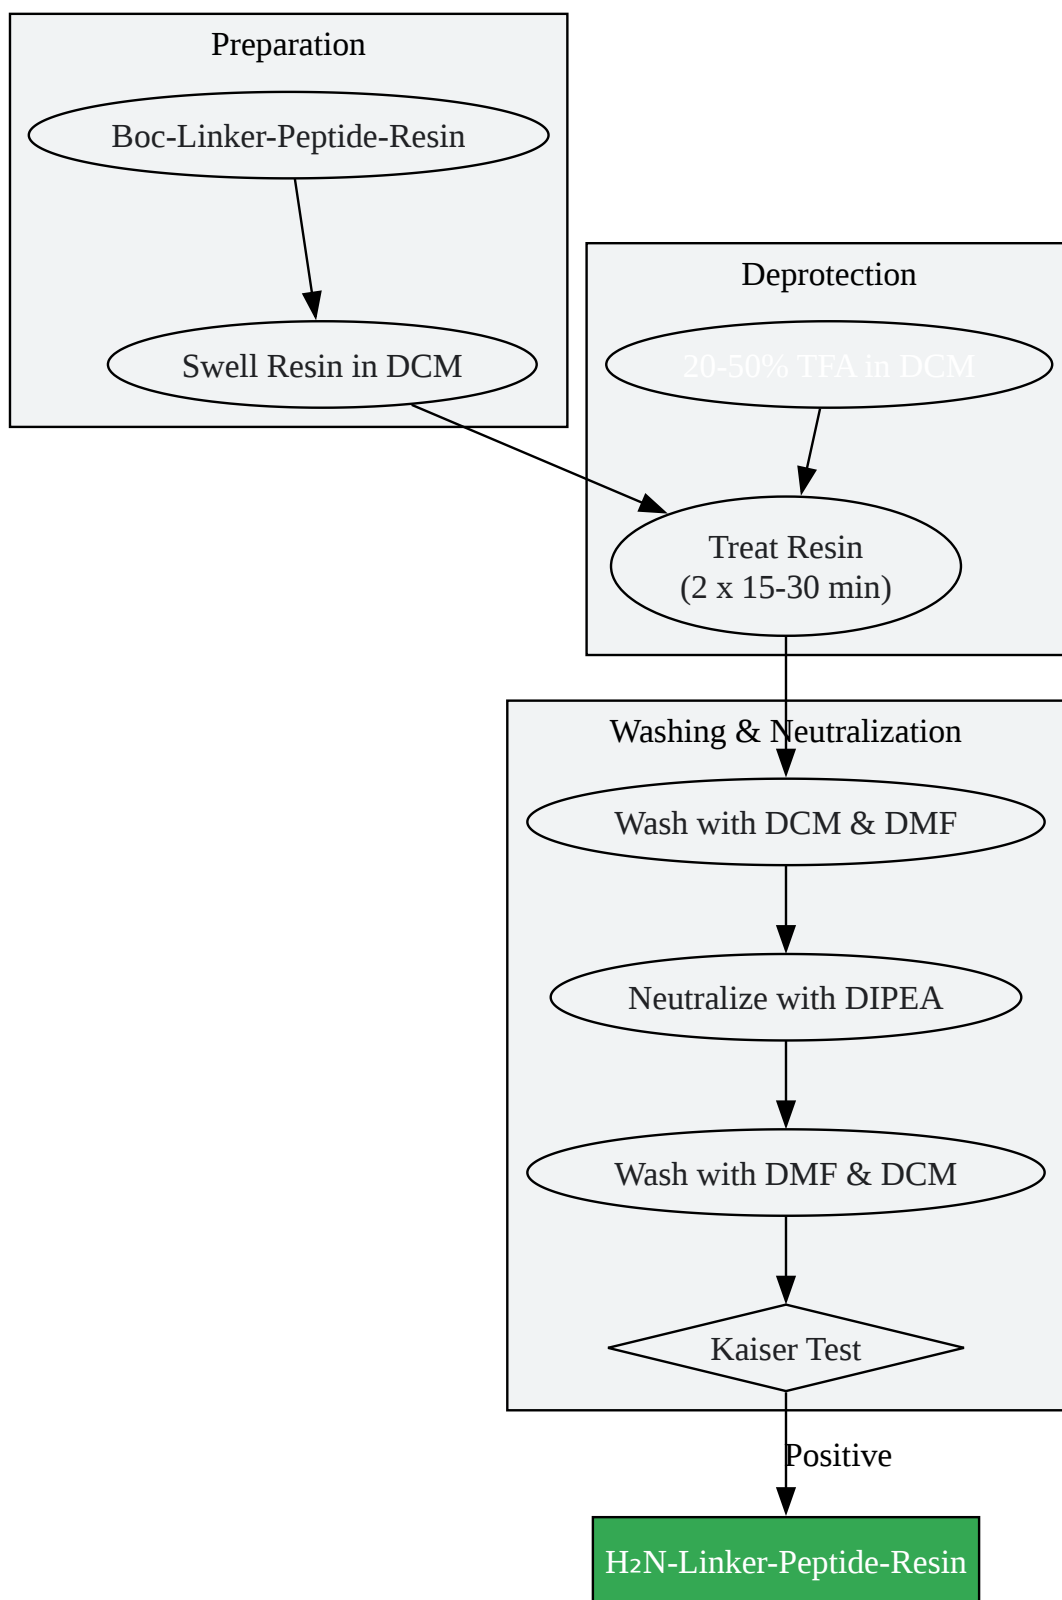 Preparation
Boc-Linker-Peptide-Resin
Swell Resin in DCM
Deprotection
20-50% TFA in DCM
Treat Resin
(2 x 15-30 min)
Washing & Neutralization
Wash with DCM & DMF
Neutralize with DIPEA
Wash with DMF & DCM
Kaiser Test
Positive
H₂N-Linker-Peptide-Resin